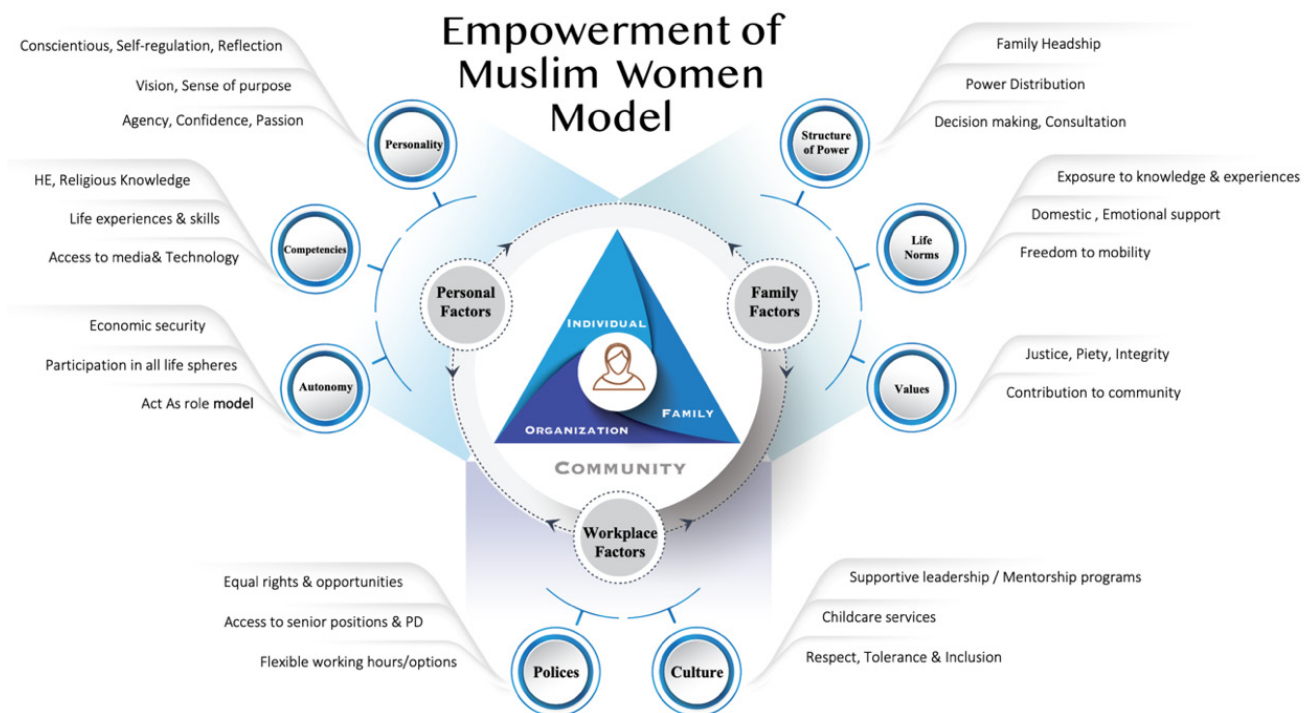 Empowerment of
Muslim Women
Model
Conscientious, Self-regulation, Reflection
Vision, Sense of purpose
Agency, Confidence, Passion
Personality
HE, Religious Knowledge
Life experiences & skills
Access to media& Technology
Competencies
Economic security
Participation in all life spheres
Act As role model
Autonomy
Personal
Factors
Family Headship
Power Distribution
Decision making, Consultation
Structure
of Power
Exposure to knowledge & experiences
Domestic , Emotional support
Freedom to mobility
Life
Norms
Justice, Piety, Integrity
Contribution to community
Values
Family
Factors
INDIVIDUAL
FAMILY
ORGANIZATION
COMMUNITY
Workplace
Factors
Equal rights & opportunities
Access to senior positions & PD
Flexible working hours/options
Polices
Supportive leadership / Mentorship programs
Childcare services
Respect, Tolerance & Inclusion
Culture